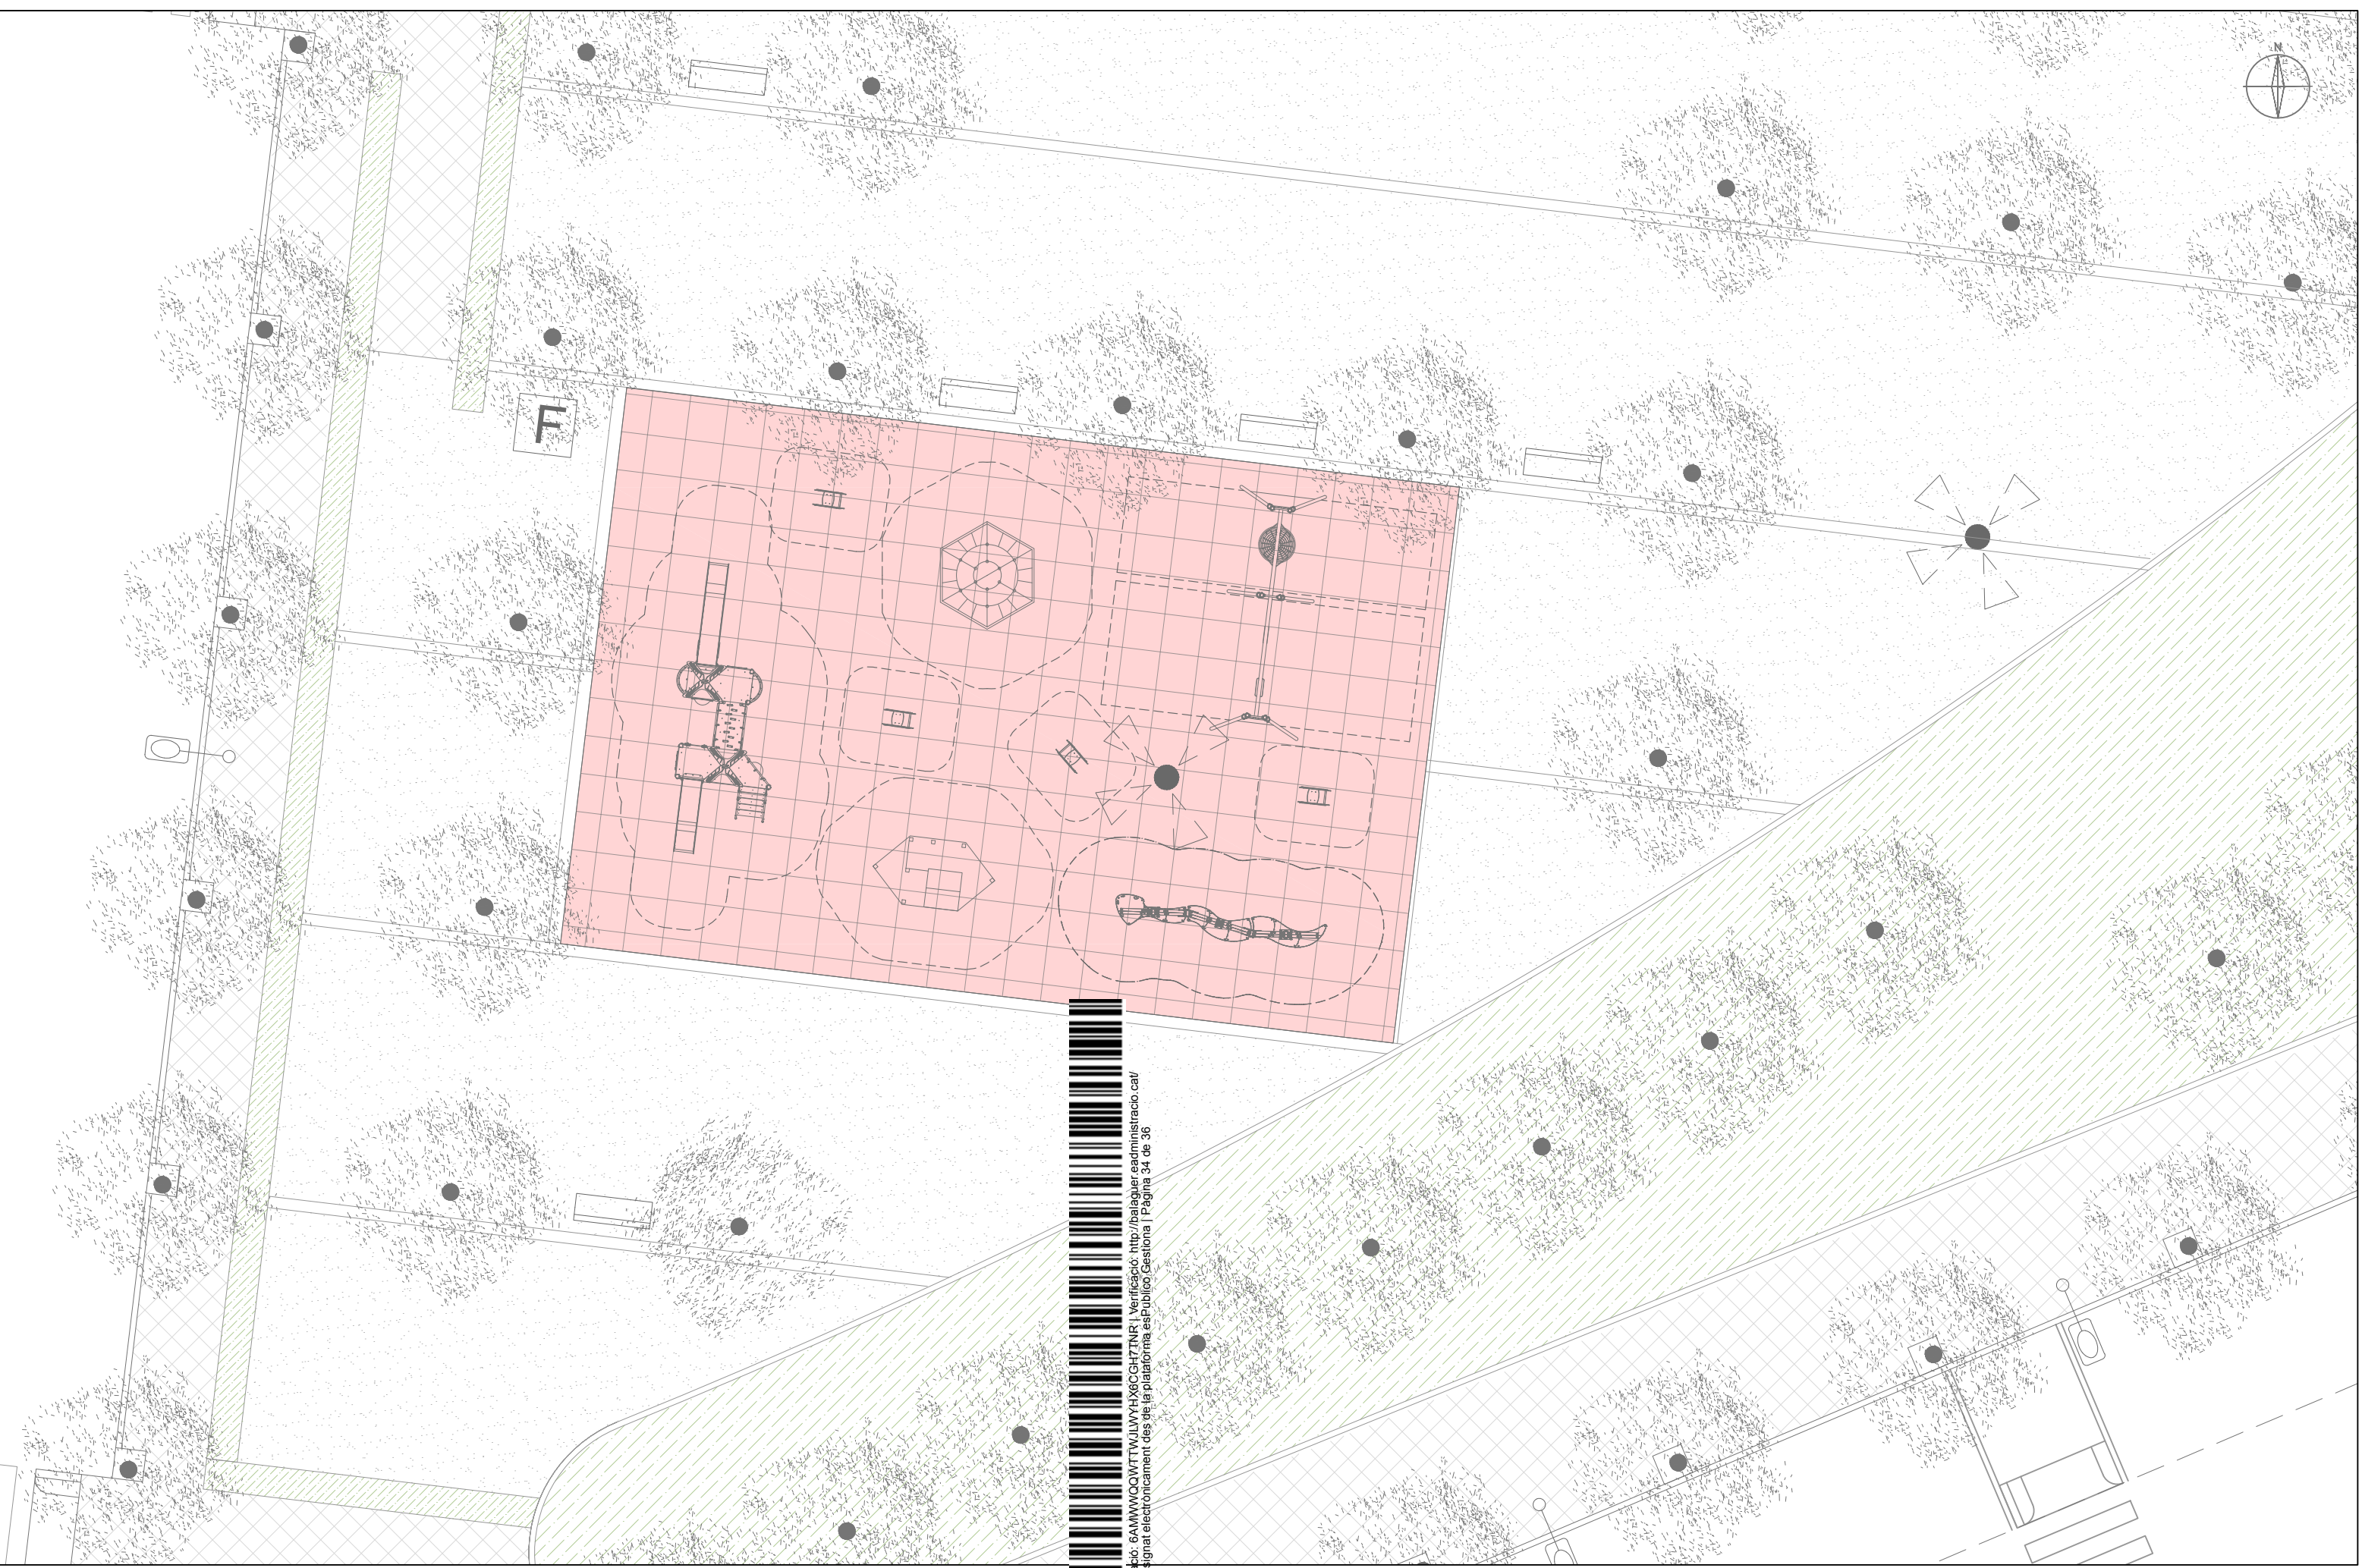 N
F
ció: 6AMWWQQWTTWJLWYHX6CGH7TNR | Verificació: http://balaguer.eadministracio.cat/
signat electrònicament des de la plataforma esPublico Gestiona | Pàgina 34 de 36